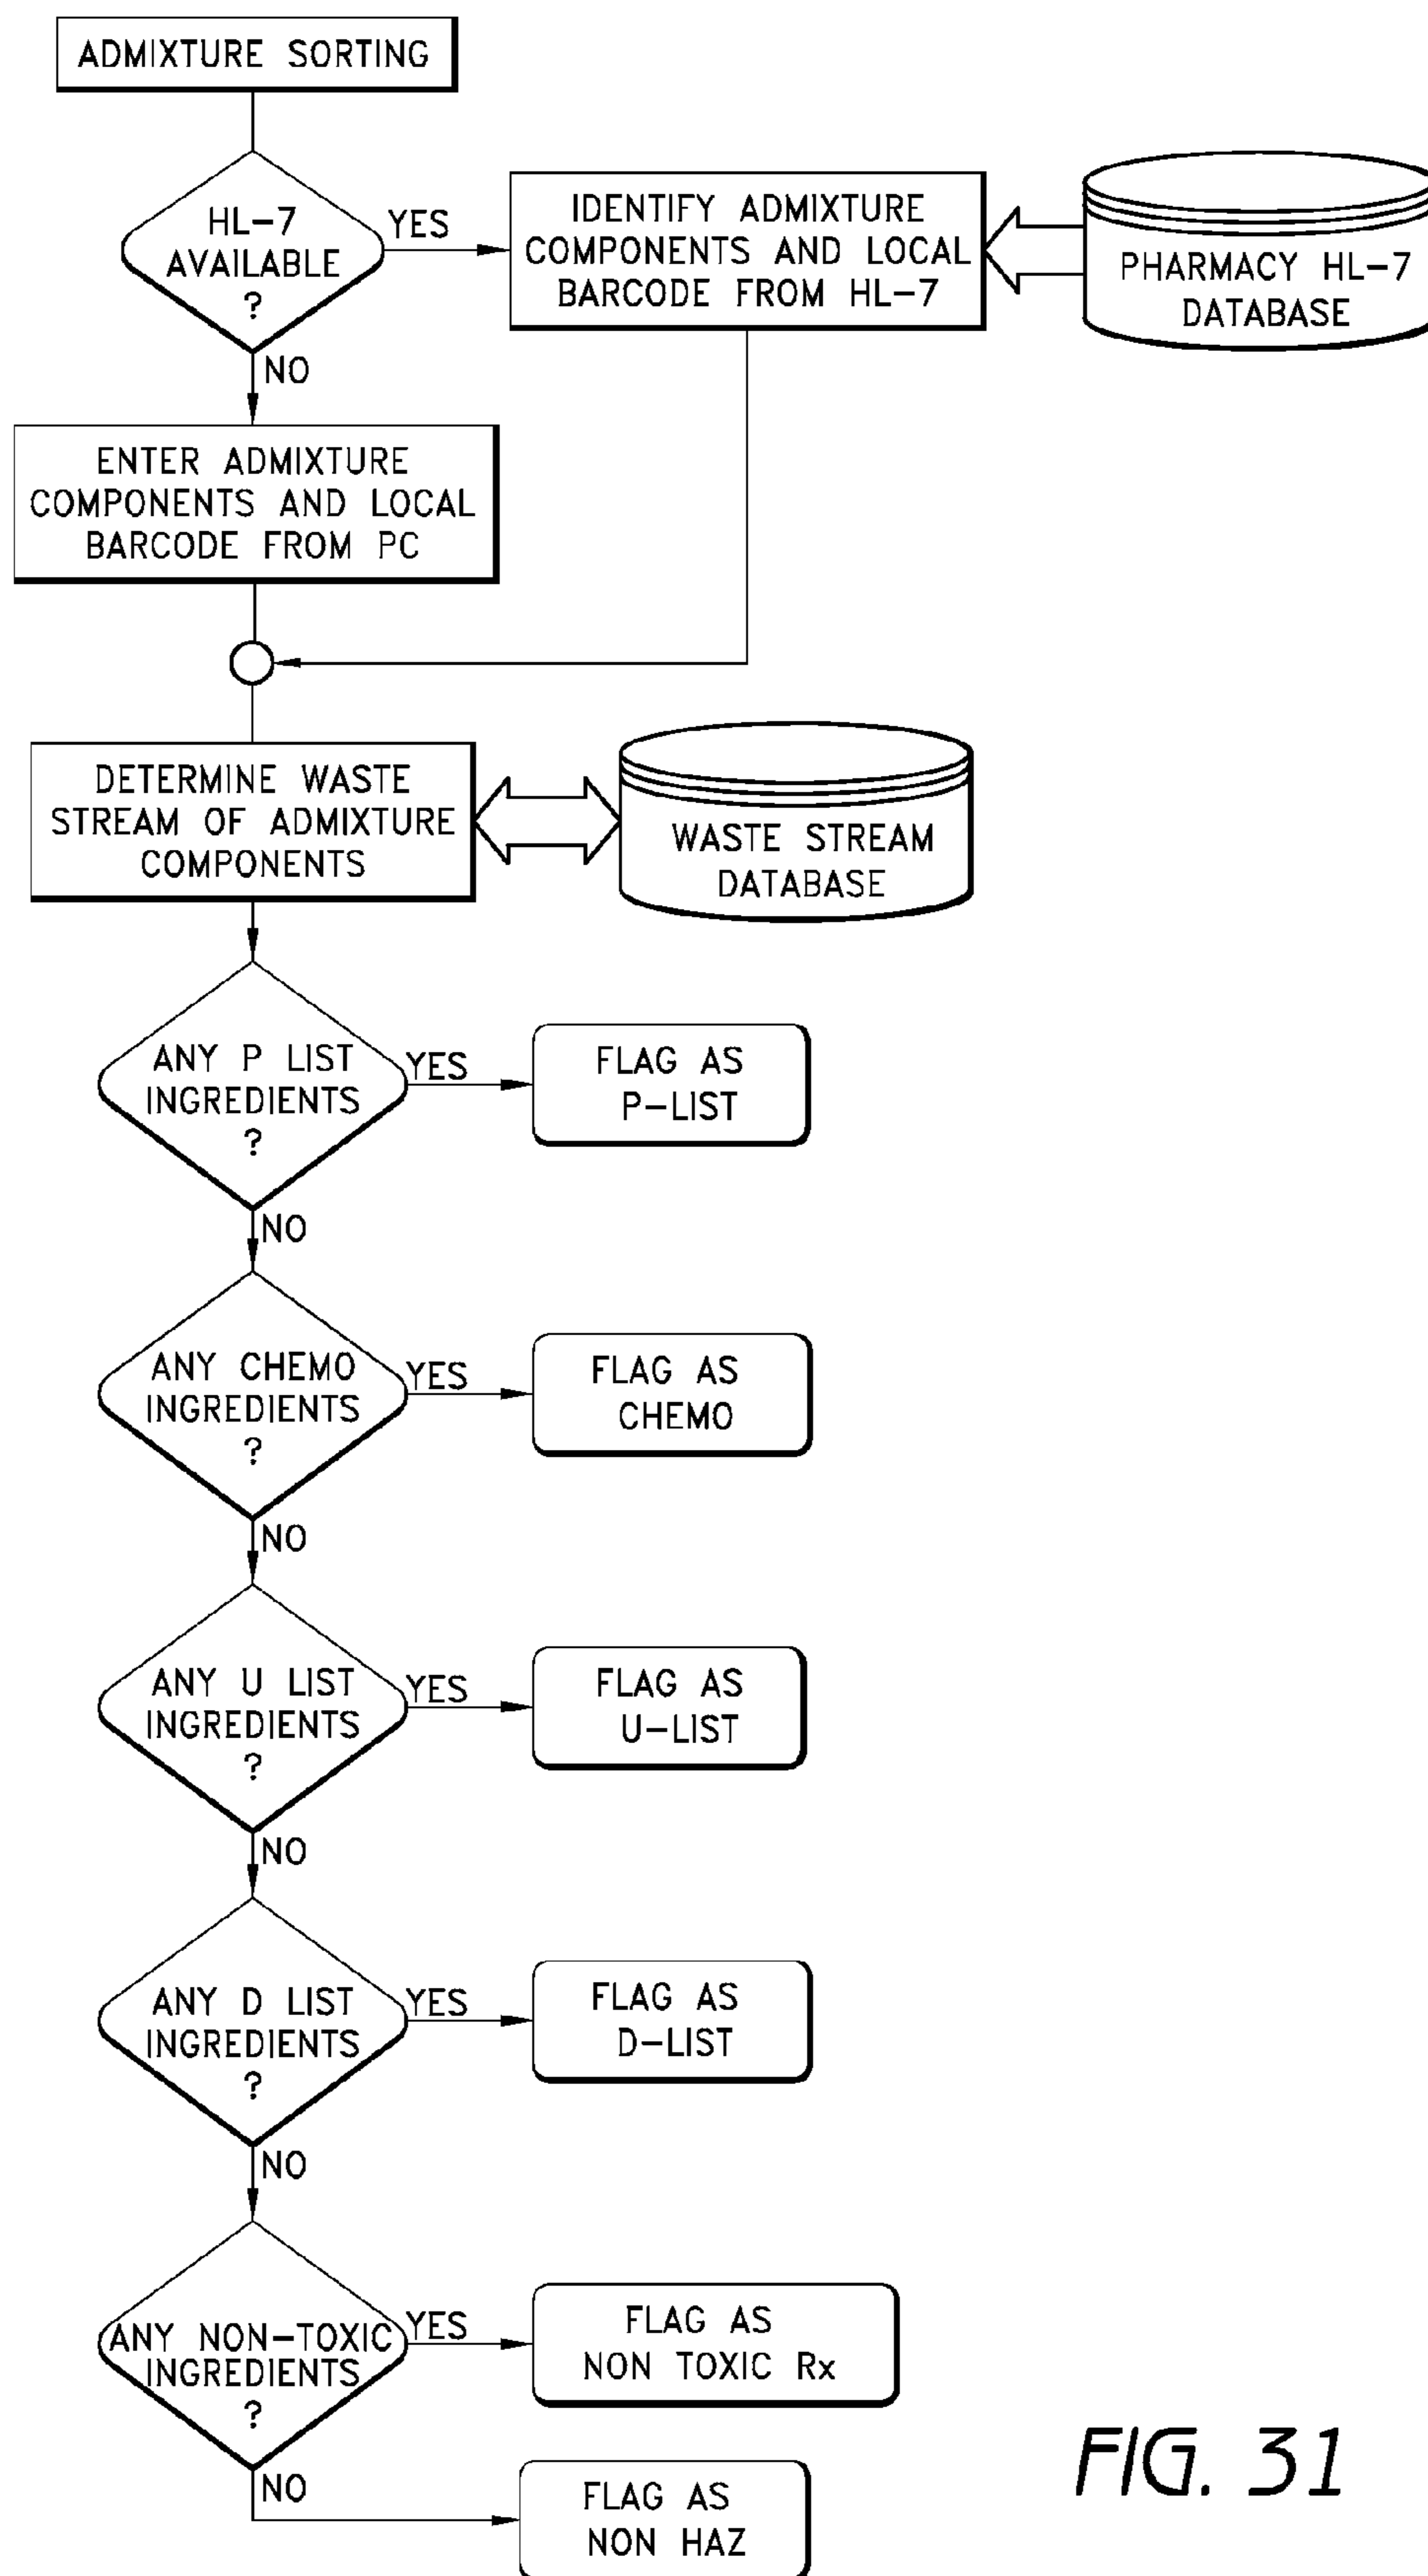 ADMIXTURE SORTING
HL-7
AVAILABLE
?
YES
IDENTIFY ADMIXTURE
COMPONENTS AND LOCAL
BARCODE FROM HL-7
PHARMACY HL-7
DATABASE
NO
ENTER ADMIXTURE
COMPONENTS AND LOCAL
BARCODE FROM PC
DETERMINE WASTE
STREAM OF ADMIXTURE
COMPONENTS
WASTE STREAM
DATABASE
ANY P LIST
INGREDIENTS
?
YES
FLAG AS
P-LIST
NO
ANY CHEMO
INGREDIENTS
?
YES
FLAG AS
CHEMO
NO
ANY U LIST
INGREDIENTS
?
YES
FLAG AS
U-LIST
NO
ANY D LIST
INGREDIENTS
?
YES
FLAG AS
D-LIST
NO
ANY NON-TOXIC
INGREDIENTS
?
YES
FLAG AS
NON TOXIC Rx
NO
FLAG AS
NON HAZ
FIG. 31